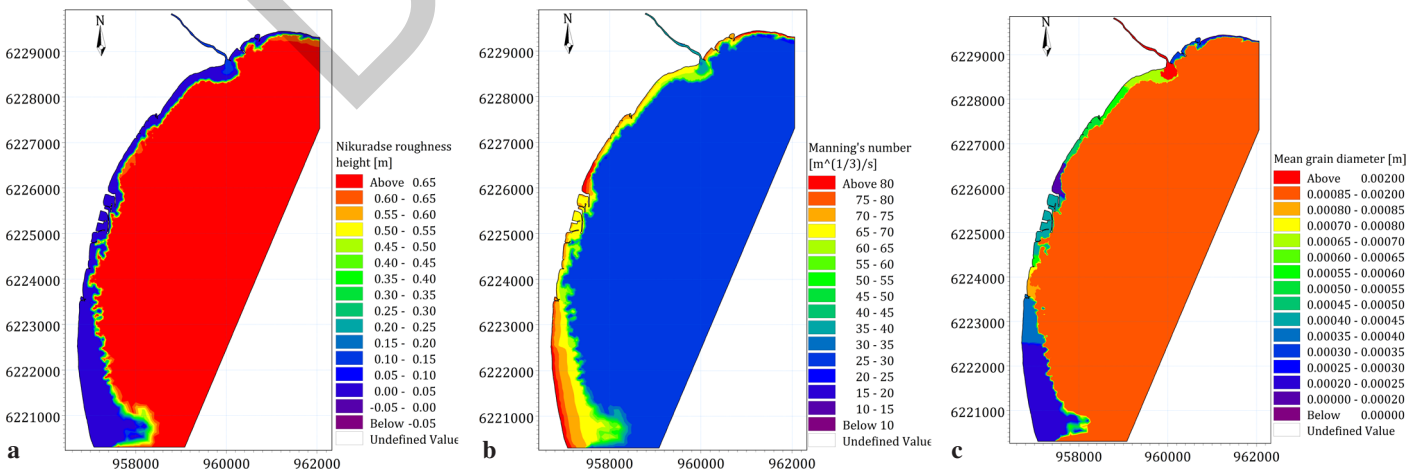 N
6229000
6228000
6227000
6226000
6225000
6224000
6223000
6222000
6221000
958000 960000 962000
Nikuradse roughness
height [m]
Above 0.65
0.60 - 0.65
0.55 - 0.60
0.50 - 0.55
0.45 - 0.50
0.40 - 0.45
0.35 - 0.40
0.30 - 0.35
0.25 - 0.30
0.20 - 0.25
0.15 - 0.20
0.10 - 0.15
0.05 - 0.10
0.00 - 0.05
-0.05 - 0.00
Below -0.05
Undefined Value
a
N
6229000
6228000
6227000
6226000
6225000
6224000
6223000
6222000
6221000
958000 960000 962000
Manning's number
[m^(1/3)/s]
Above 80
75 - 80
70 - 75
65 - 70
60 - 65
55 - 60
50 - 55
45 - 50
40 - 45
35 - 40
30 - 35
25 - 30
20 - 25
15 - 20
10 - 15
Below 10
Undefined Value
b
N
6229000
6228000
6227000
6226000
6225000
6224000
6223000
6222000
6221000
958000 960000 962000
Mean grain diameter [m]
Above 0.00200
0.00085 - 0.00200
0.00080 - 0.00085
0.00070 - 0.00080
0.00065 - 0.00070
0.00060 - 0.00065
0.00055 - 0.00060
0.00050 - 0.00055
0.00045 - 0.00050
0.00040 - 0.00045
0.00035 - 0.00040
0.00030 - 0.00035
0.00025 - 0.00030
0.00020 - 0.00025
0.00000 - 0.00020
Below 0.00000
Undefined Value
c